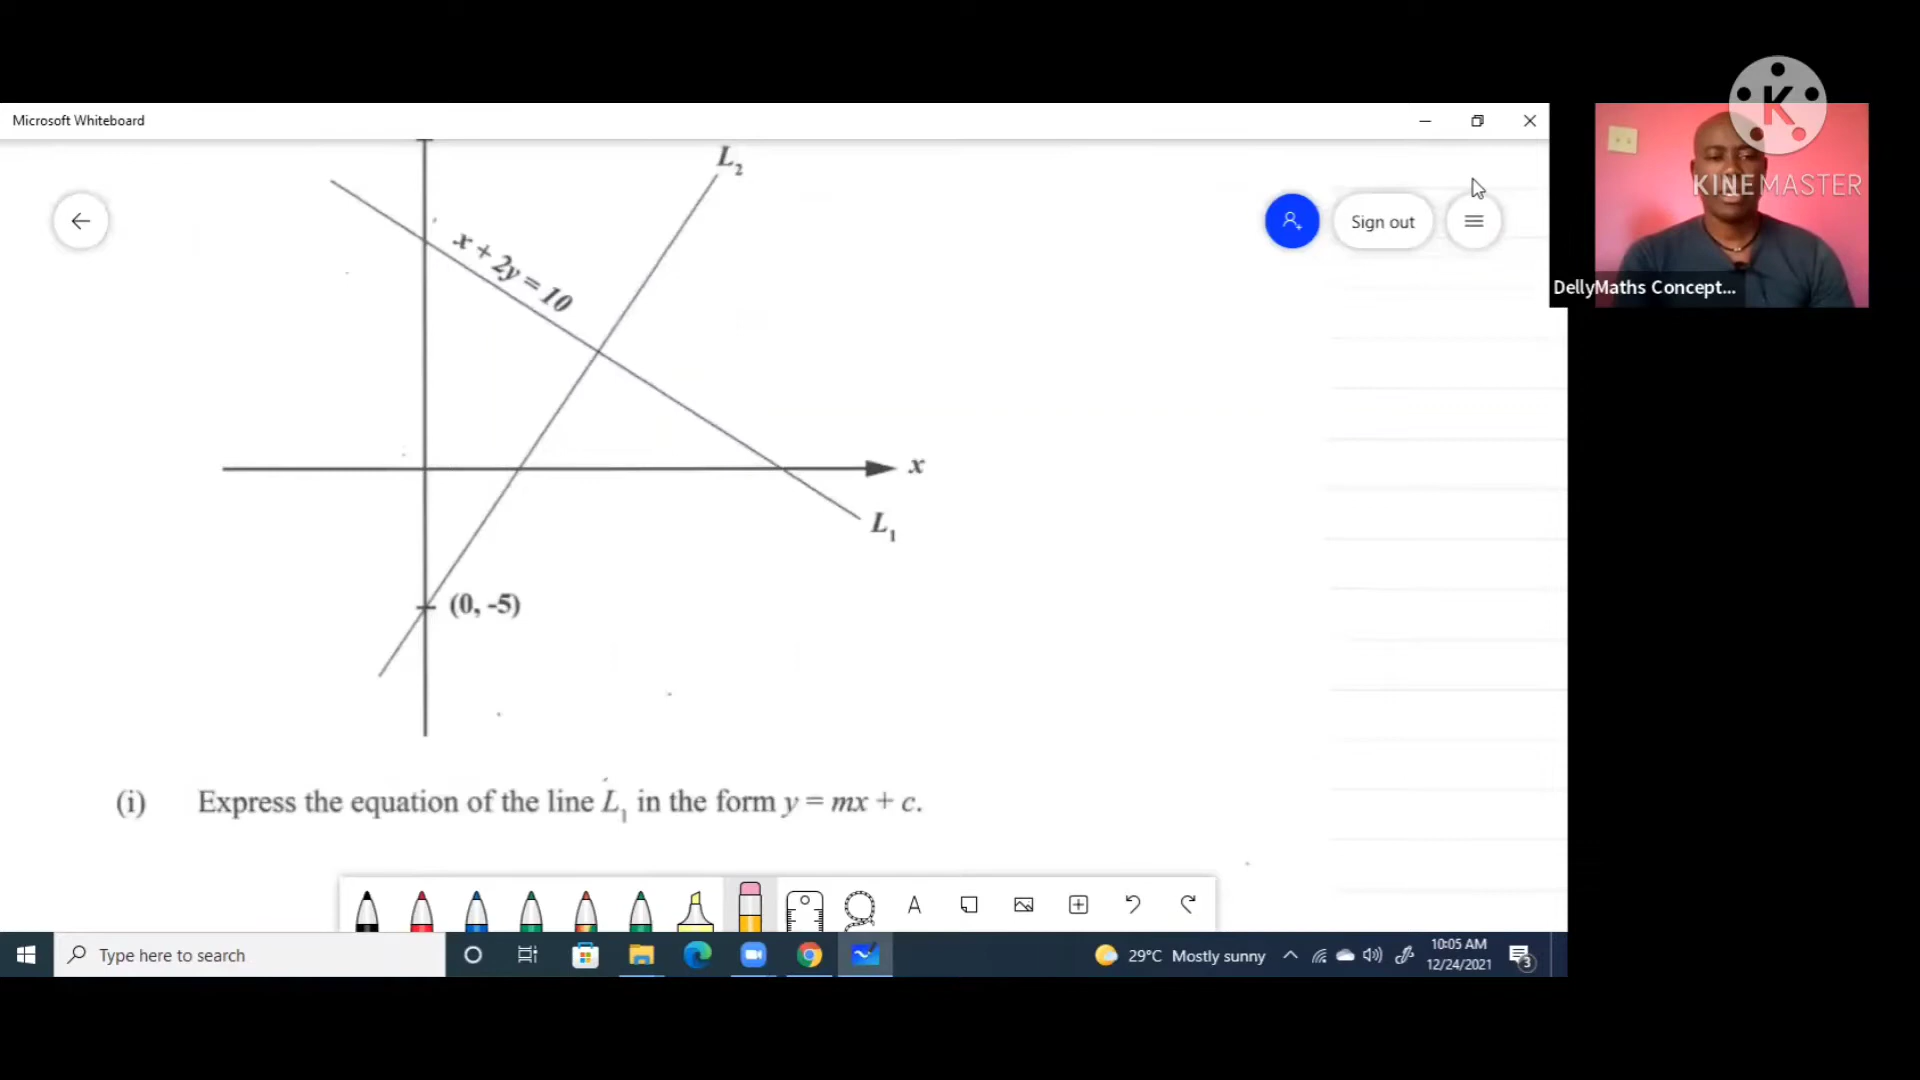 K
KINEMASTER
Microsoft Whiteboard
L2
x + 2y = 10
Sign out
DellyMaths Concept...
x
L1
(0, -5)
(i) Express the equation of the line L1 in the form y = mx + c.
A
Type here to search
29°C Mostly sunny
10:05 AM
12/24/2021
3